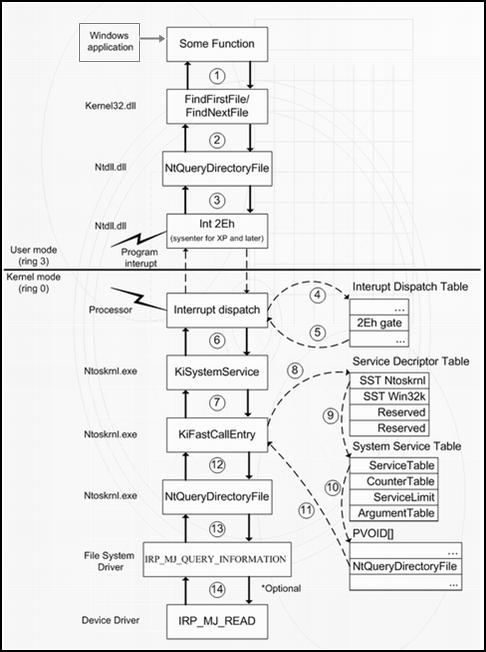 Windows
application
Some Function
1
Kernel32.dll
FindFirstFile/
FindNextFile
2
Ntdll.dll
NtQueryDirectoryFile
3
Ntdll.dll
Int 2Eh
(sysenter for XP and later)
User mode
(ring 3)
Program
interupt
Kernel mode
(ring 0)
Processor
Interrupt dispatch
4
5
Interupt Dispatch Table
...
2Eh gate
...
6
Ntoskrnl.exe
KiSystemService
7
8
Service Decriptor Table
SST Ntoskrnl
SST Win32k
Reserved
Reserved
9
Ntoskrnl.exe
KiFastCallEntry
System Service Table
ServiceTable
CounterTable
ServiceLimit
ArgumentTable
10
11
12
Ntoskrnl.exe
NtQueryDirectoryFile
13
PVOID[]
...
NtQueryDirectoryFile
...
File System
Driver
IRP_MJ_QUERY_INFORMATION
14
*Optional
Device Driver
IRP_MJ_READ